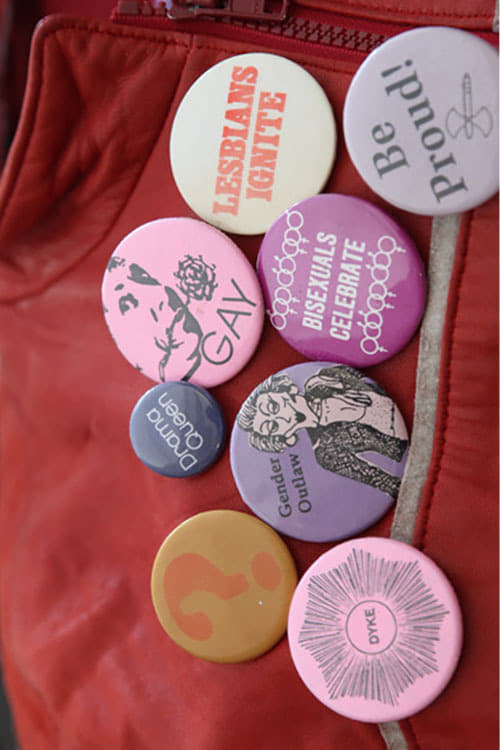 LESBIANS
IGNITE
Be
Proud!
BISEXUALS
CELEBRATE
GAY
Drama
Queen
Gender
Outlaw
?
DYKE